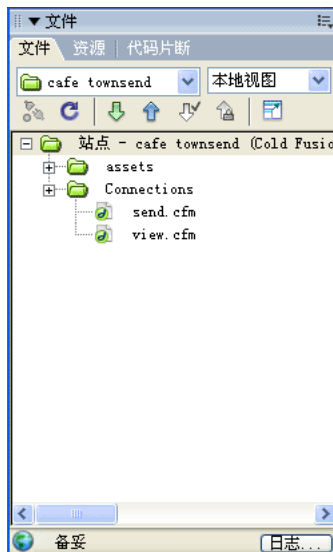 ▼文件
文件 资源 代码片断
cafe townsend 本地视图
站点 - cafe townsend (Cold Fusio
assets
Connections
send.cfm
view.cfm
备妥 日志...